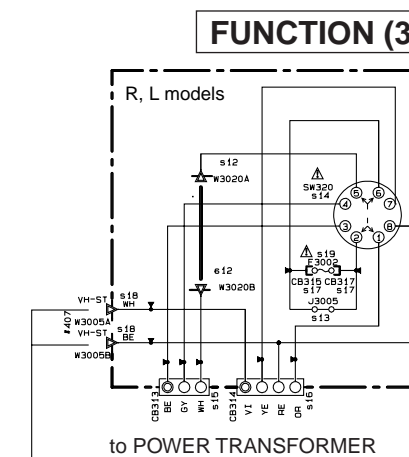 FUNCTION (3
R, L models
s12
W3020A
SW320
s14
5 6
4 7
3 8
2 1
s19
F3002
CB315 CB317
s17 s17
J3005
s13
612
W3020B
VH-ST s18
WH
W3005A
#407
VH-ST s18
BE
W3005B
CB313 BE GY WH s15
CB314 VI YE RE OR s16
to POWER TRANSFORMER